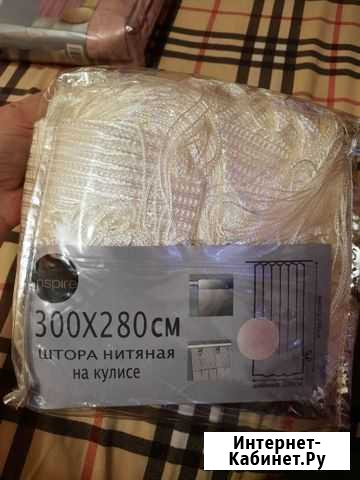 inspire
300X280см
ШТОРА НИТЯНАЯ
на кулисе
Интернет-
Кабинет.Ру